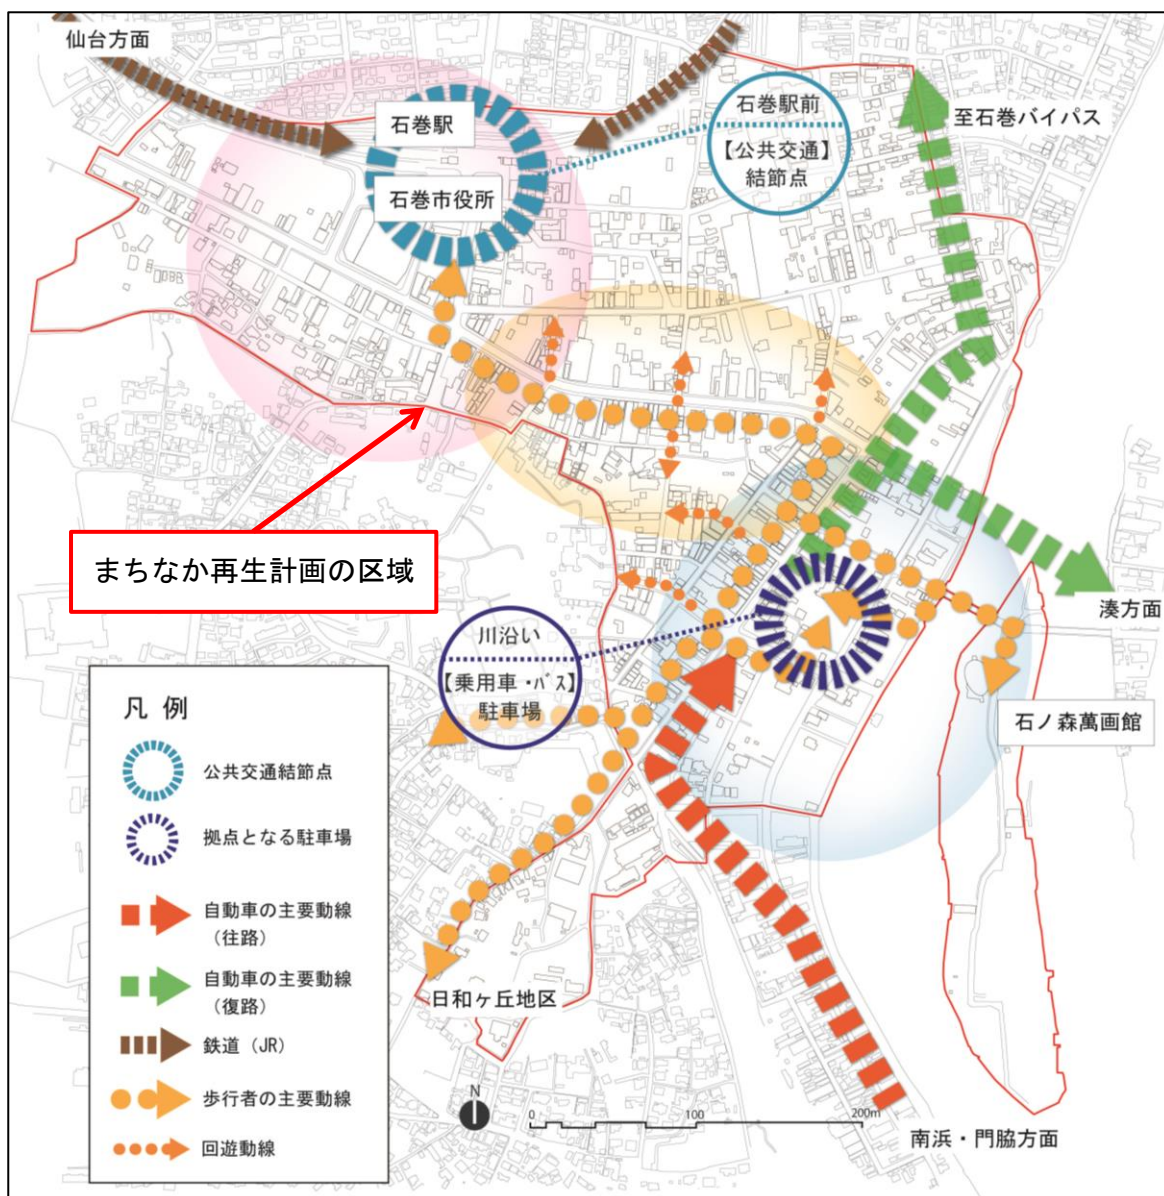 仙台方面
石巻駅
石巻市役所
石巻駅前
【公共交通】
結節点
至石巻バイパス
まちなか再生計画の区域
川沿い
【乗用車・バス】
駐車場
湊方面
石ノ森萬画館
日和ヶ丘地区
南浜・門脇方面
凡 例
公共交通結節点
拠点となる駐車場
自動車の主要動線
（往路）
自動車の主要動線
（復路）
鉄道（JR）
歩行者の主要動線
回遊動線
N
0 100 200m